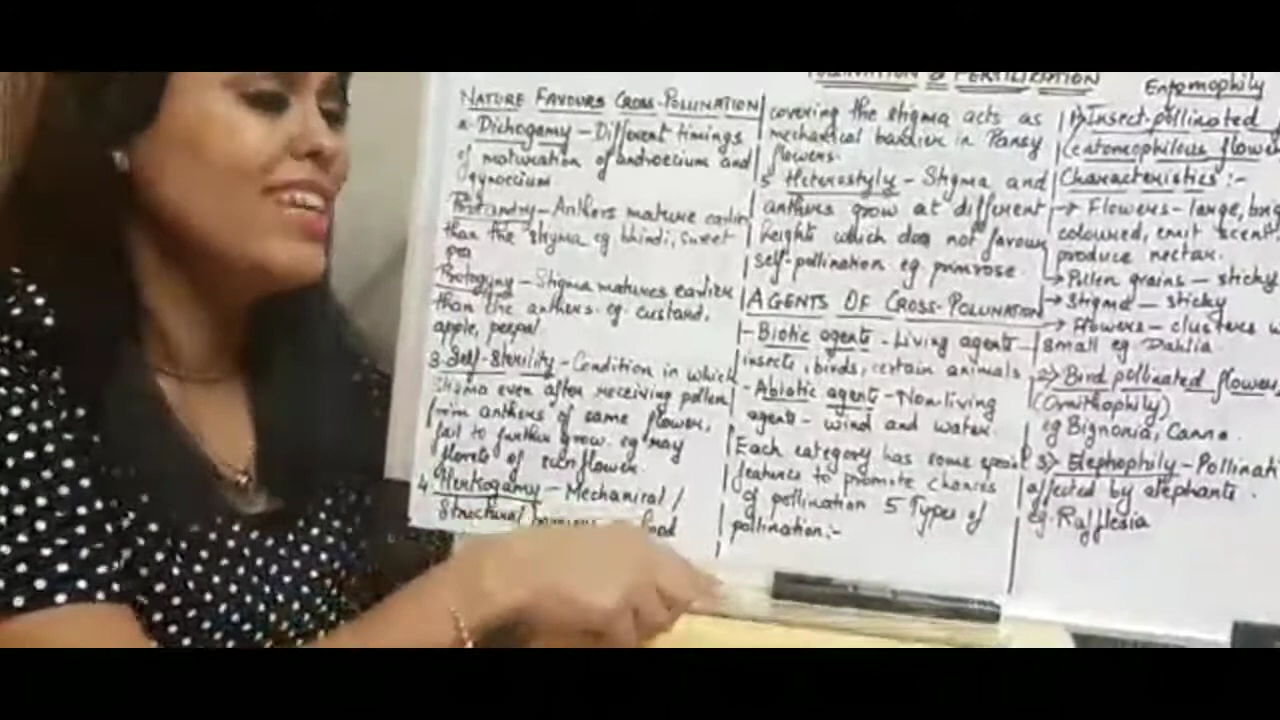 POLLINATION & FERTILIZATION
NATURE FAVOURS CROSS-POLLINATION
2. Dichogamy - Different timings
of maturation of androecium and
gynoecium
Protandry - Anthers mature earlier
than the stigma eg bhindi, sweet
pea
Protogyny - Stigma matures earlier
than the anthers. eg. custard,
apple, peepal.
3. Self-Sterility - Condition in which
stigma even after receiving pollen
from anthers of same flower,
fail to further grow. eg may
florets of sunflower.
4. Herkogamy - Mechanical /
Structural
covering the stigma acts as
mechanical barrier in Pansy
flowers.
5 Heterostyly - Stigma and
anthers grow at different
heights which does not favour
self-pollination eg. primrose.
AGENTS OF CROSS-POLLINATION
- Biotic agents - Living agents -
insects, birds, certain animals
- Abiotic agents - Non-living
agents - wind and water.
Each category has some special
features to promote chances
of pollination 5 Types of
pollination:-
Entomophily
1) Insect-pollinated /
(entomophilous flower
Characteristics:-
→ Flowers - large,
coloured, emit scent,
produce nectar.
→ Pollen grains - sticky
→ Stigma - sticky
→ Flowers - clusters
small eg Dahlia
2) Bird pollinated flower
(Ornithophily)
eg Bignonia, Canna.
3) Elephophily - Pollinati
affected by elephants.
eg. Rafflesia